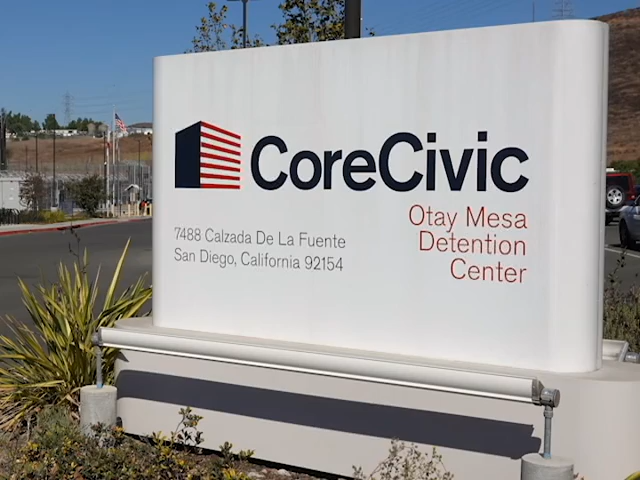 CoreCivic
Otay Mesa
Detention
Center
7488 Calzada De La Fuente
San Diego, California 92154